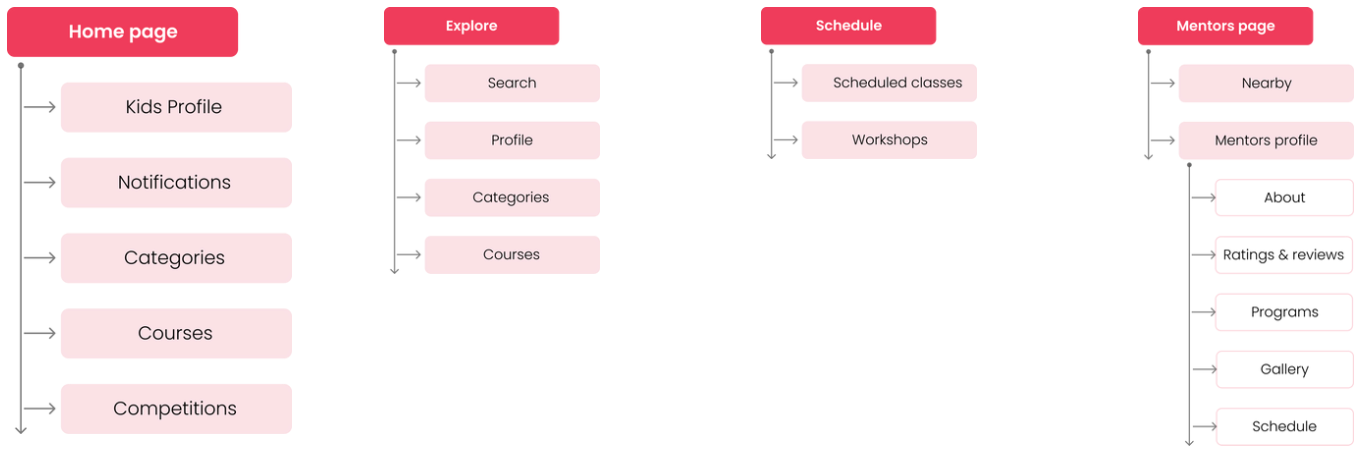 Home page
Kids Profile
Notifications
Categories
Courses
Competitions
Explore
Search
Profile
Categories
Courses
Schedule
Scheduled classes
Workshops
Mentors page
Nearby
Mentors profile
About
Ratings & reviews
Programs
Gallery
Schedule